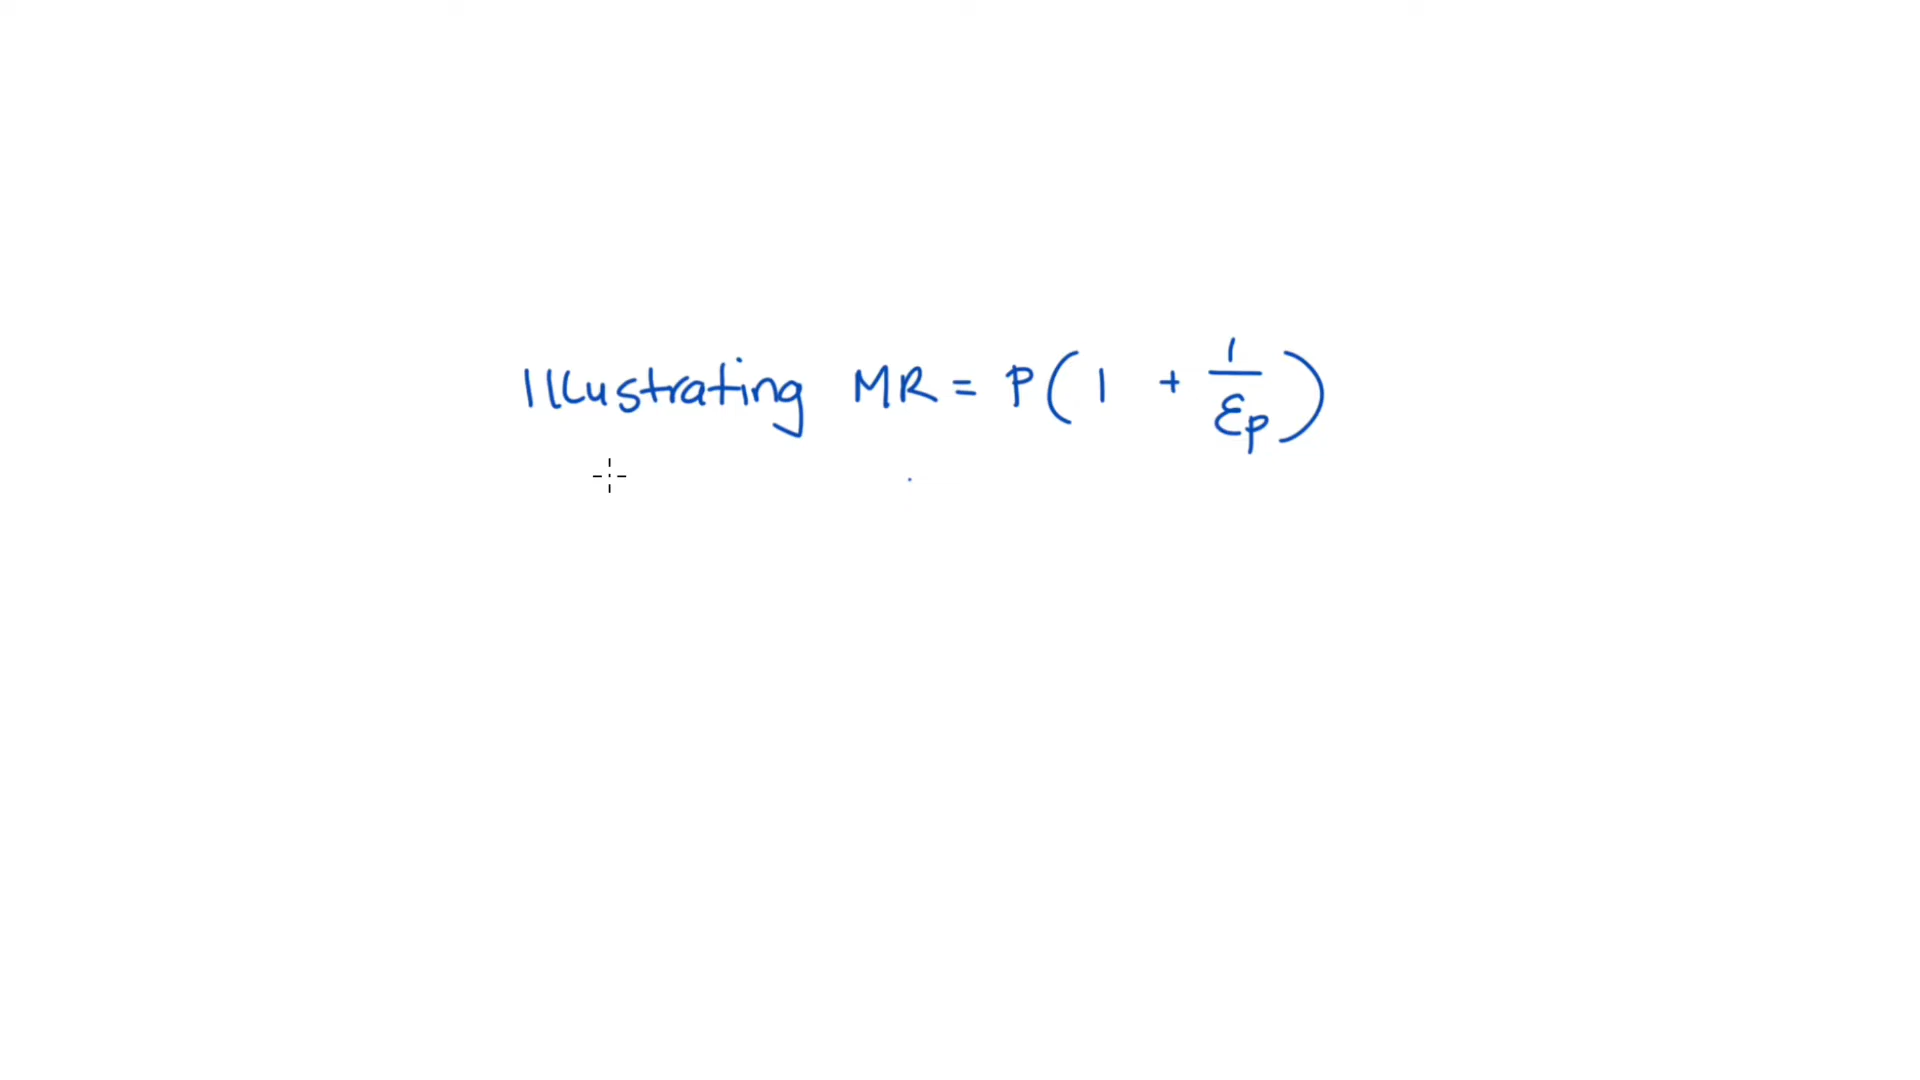 Illustrating MR = P(1 + 1/εp)